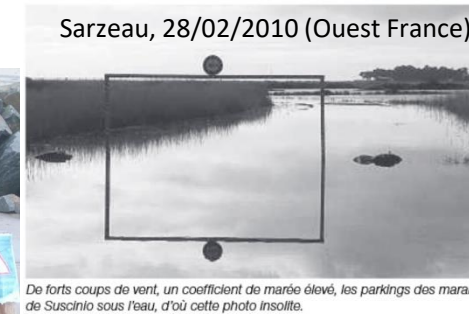 Sarzeau, 28/02/2010 (Ouest France)
De forts coups de vent, un coefficient de marée élevé, les parkings des marai
de Suscinio sous l'eau, d'où cette photo insolite.